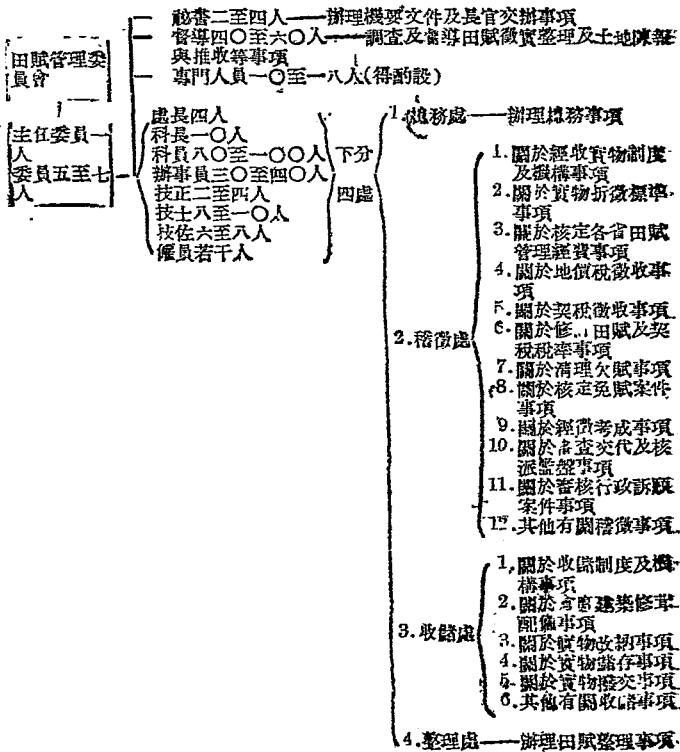 田賦管理委
員會
主任委員一
人
委員五至七
人
祕書二至四人——辦理機要文件及長官交辦事項
督導四〇至六〇人——調查及督導田賦徵實整理及土地陳報
與推收等事項
專門人員一〇至一八人(得酌設)
處長四人
科長一〇人
科員八〇至一〇〇人
辦事員三〇至四〇人
技正二至四人
技士八至一〇人
技佐六至八人
僱員若干人
下分
四處
1.總務處——辦理總務事項
2.稽徵處
1.關於經收實物制度
及機構事項
2.關於實物折徵標準
事項
3.關於核定各省田賦
管理經費事項
4.關於地價稅徵收事
項
5.關於契稅徵收事項
6.關於修 田賦及契
稅稅率事項
7.關於清理欠賦事項
8.關於核定免賦案件
事項
9.關於經徵考成事項
10.關於審查交代及核
派監盤事項
11.關於審核行政訴願
案件事項
12.其他有關稽徵事項
3.收儲處
1.關於收儲制度及機
構事項
2.關於倉廒建築修葺
配備事項
3.關於實物收納事項
4.關於實物儲存事項
5.關於實物撥交事項
6.其他有關收儲事項
4.整理處——辦理田賦整理事項